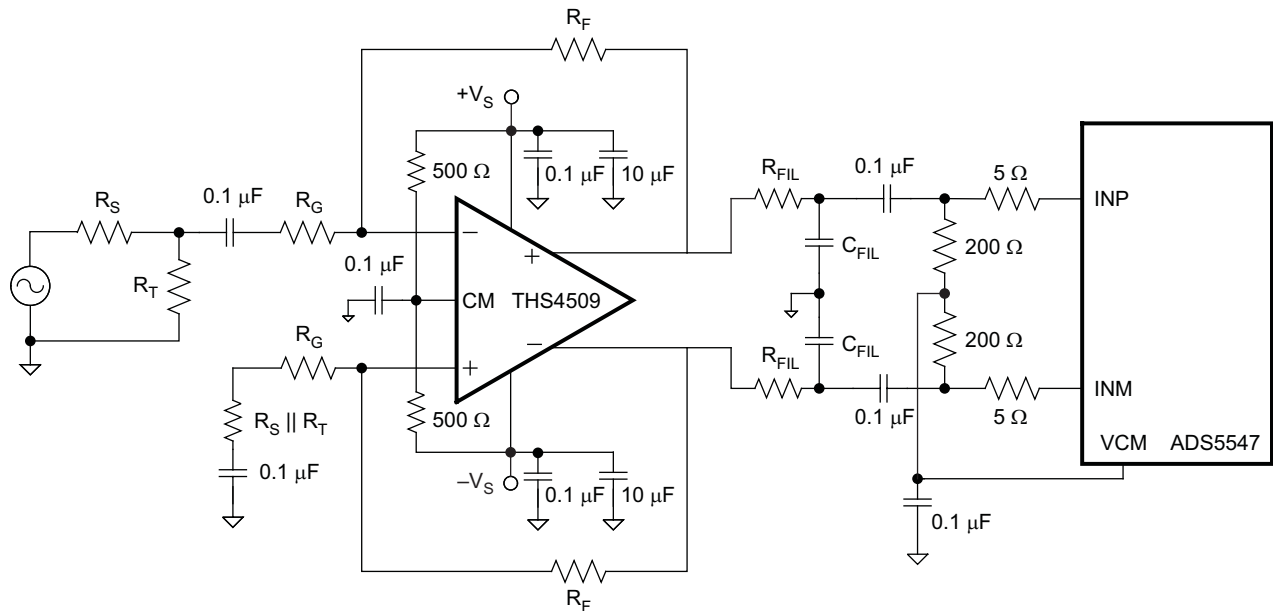 R_F
+V_S
500 Ω
0.1 μF
10 μF
R_S
0.1 μF
R_G
R_T
0.1 μF
−
+
CM
THS4509
−
+
R_G
R_S || R_T
0.1 μF
500 Ω
−V_S
0.1 μF
10 μF
R_F
R_FIL
0.1 μF
5 Ω
INP
C_FIL
200 Ω
C_FIL
200 Ω
R_FIL
0.1 μF
5 Ω
INM
VCM
ADS5547
0.1 μF